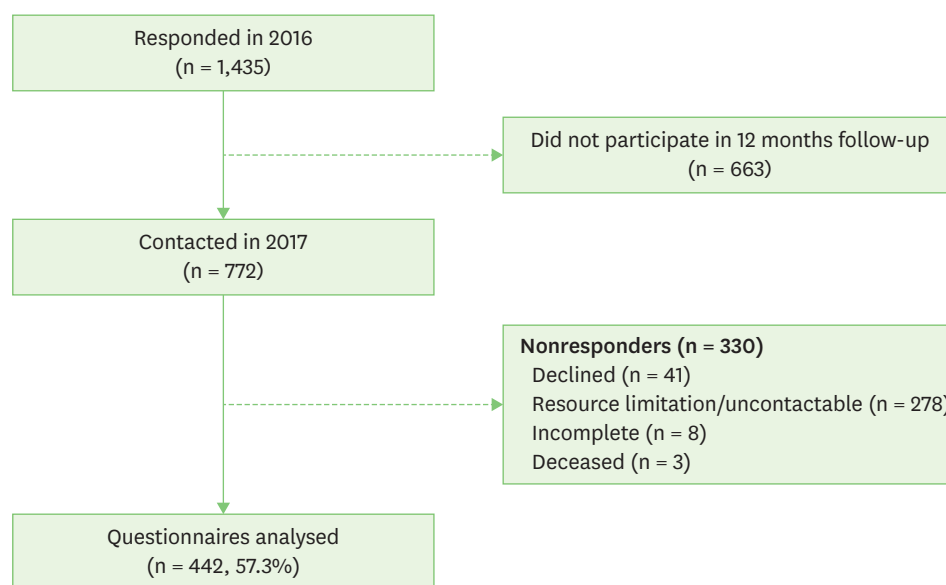 Responded in 2016
(n = 1,435)
Did not participate in 12 months follow-up
(n = 663)
Contacted in 2017
(n = 772)
Nonresponders (n = 330)
Declined (n = 41)
Resource limitation/uncontactable (n = 278)
Incomplete (n = 8)
Deceased (n = 3)
Questionnaires analysed
(n = 442, 57.3%)